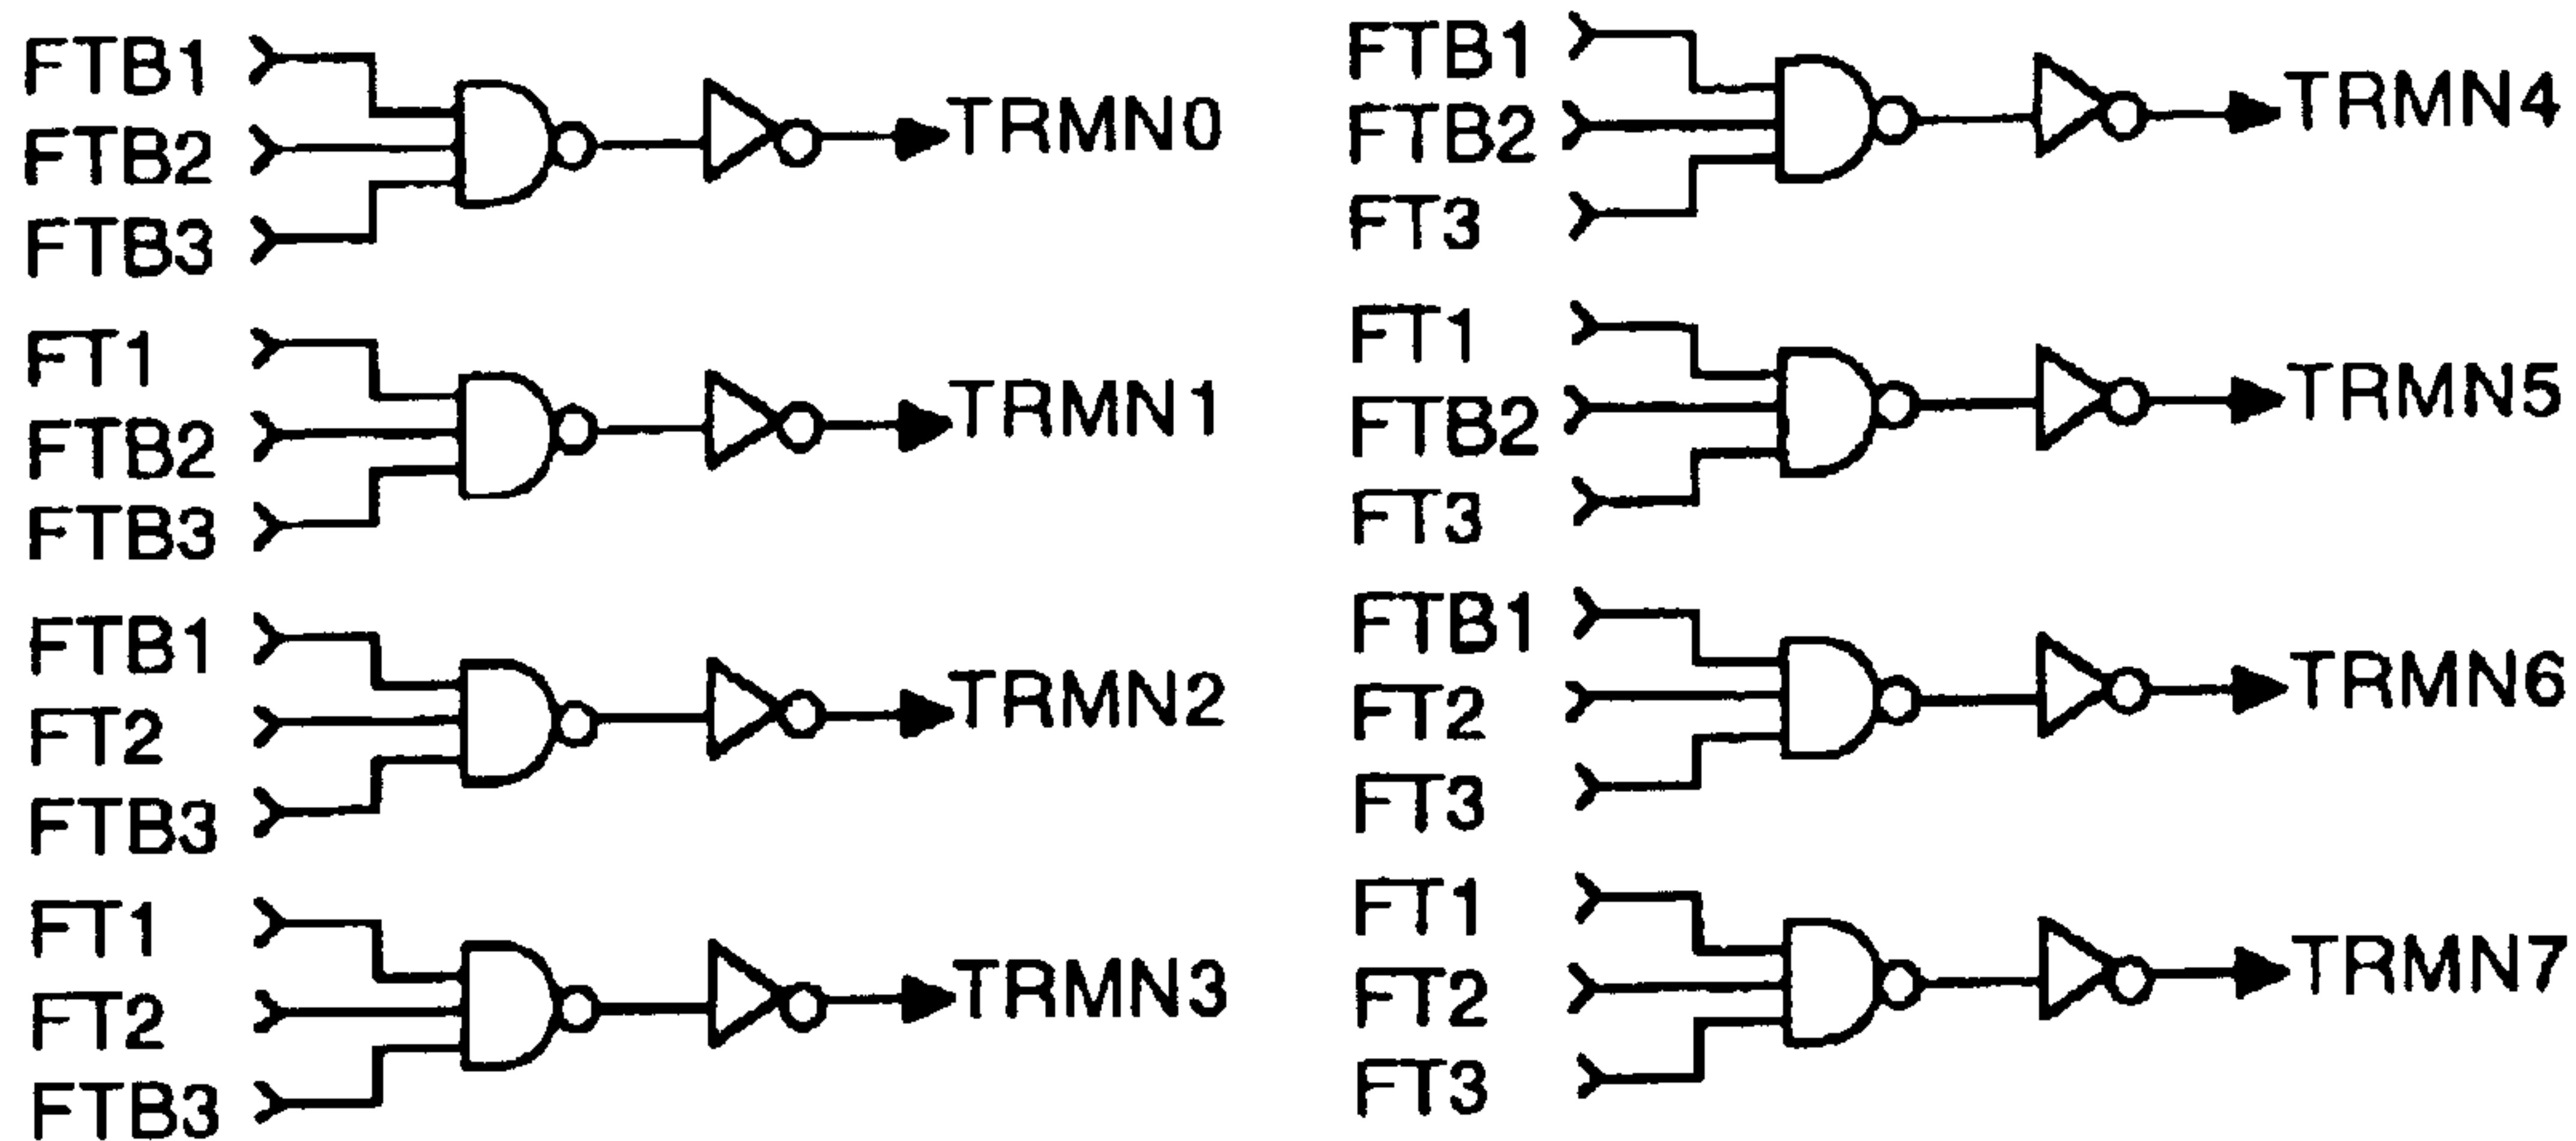 FTB1
FTB2
FTB3
TRMN0
FT1
FTB2
FTB3
TRMN1
FTB1
FT2
FTB3
TRMN2
FT1
FT2
FTB3
TRMN3
FTB1
FTB2
FT3
TRMN4
FT1
FTB2
FT3
TRMN5
FTB1
FT2
FT3
TRMN6
FT1
FT2
FT3
TRMN7